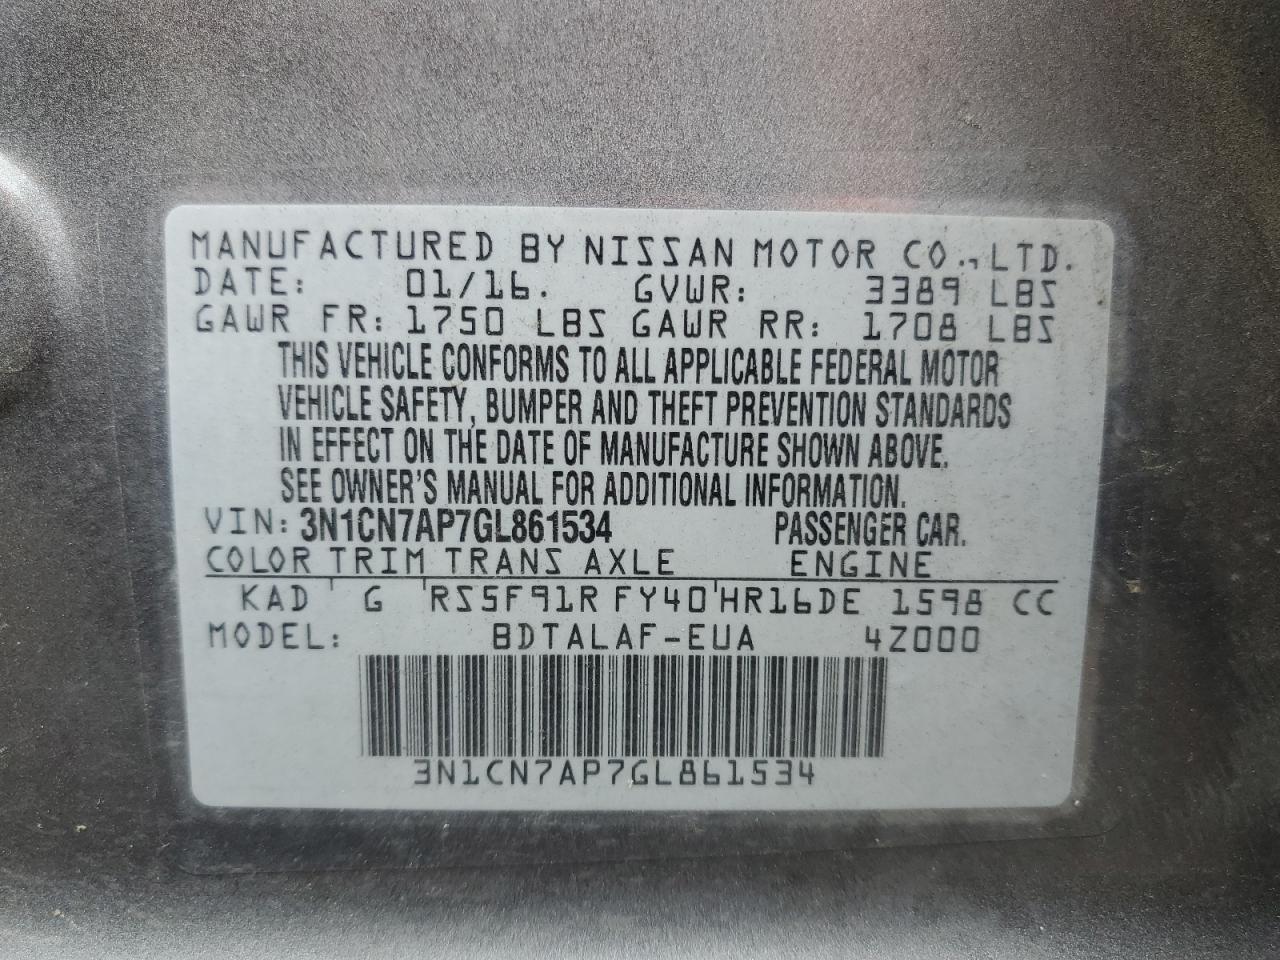 MANUFACTURED BY NISSAN MOTOR CO., LTD.
DATE: 01/16. GVWR: 3389 LBS
GAWR FR: 1750 LBS GAWR RR: 1708 LBS
THIS VEHICLE CONFORMS TO ALL APPLICABLE FEDERAL MOTOR
VEHICLE SAFETY, BUMPER AND THEFT PREVENTION STANDARDS
IN EFFECT ON THE DATE OF MANUFACTURE SHOWN ABOVE.
SEE OWNER'S MANUAL FOR ADDITIONAL INFORMATION.
VIN: 3N1CN7AP7GL861534 PASSENGER CAR.
COLOR TRIM TRANS AXLE ENGINE
KAD G RS5F91R FY40 HR16DE 1598 CC
MODEL: BDTALAF-EUA 4Z000
3N1CN7AP7GL861534